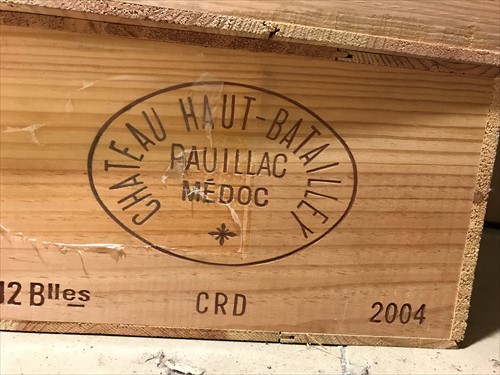 CHATEAU HAUT-BATAILLEY
PAUILLAC
MÉDOC
12 Blles
CRD
2004